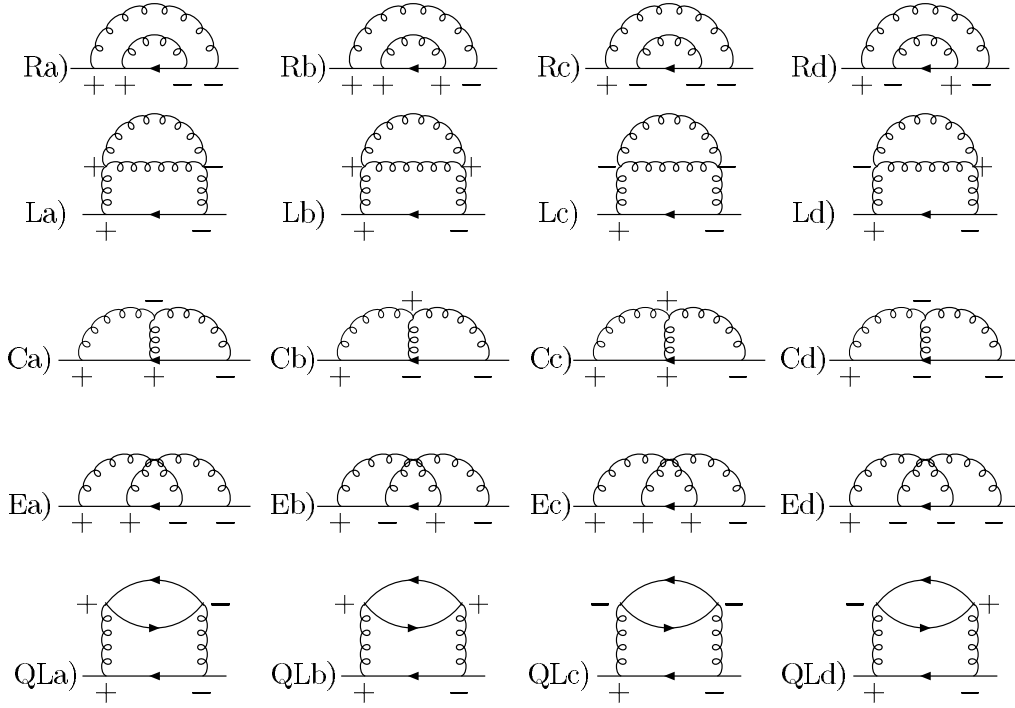 Ra) Rb) Rc) Rd)
+ + − − + + + − + − − − + − + −
+ − + + − − − +
La) Lb) Lc) Ld)
+ − + − + − + −
− + + −
Ca) Cb) Cc) Cd)
+ + − + − − + + − + − −
Ea) Eb) Ec) Ed)
+ + − − + − + − + + + − + − − −
+ − + + − − − +
QLa) QLb) QLc) QLd)
+ − + − + − + −